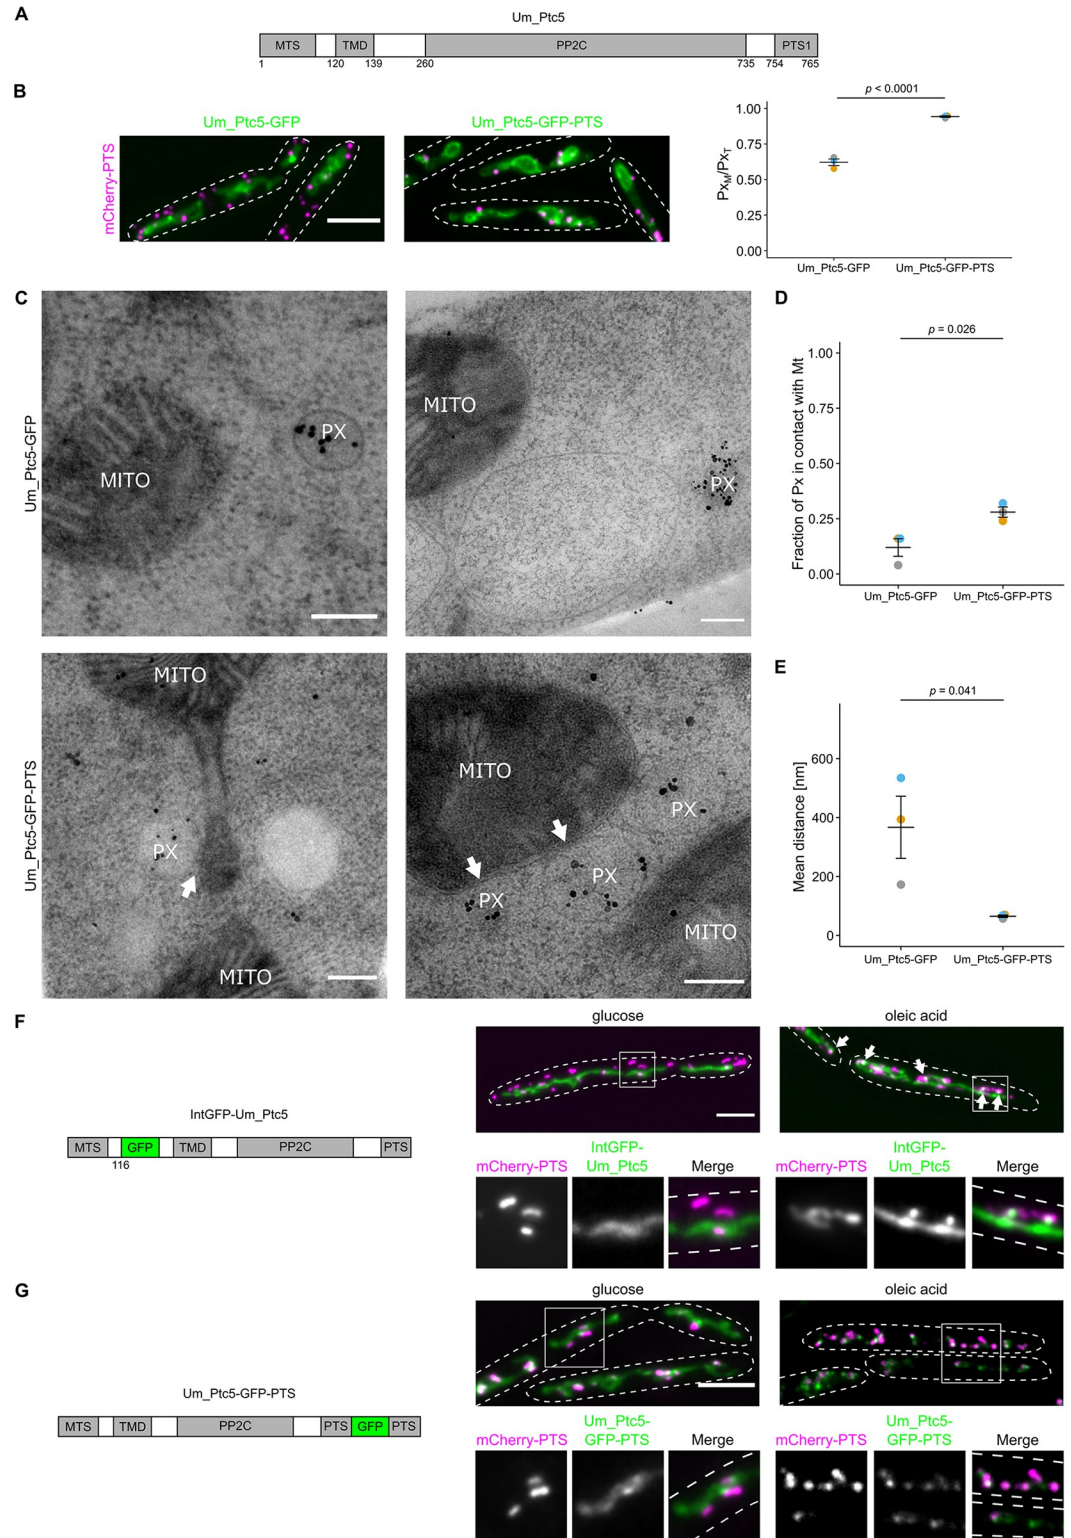 A
Um_Ptc5
MTS TMD PP2C PTS1
1 120 139 260 735 754 765
B
Um_Ptc5-GFP
Um_Ptc5-GFP-PTS
mCherry-PTS
p < 0.0001
1.00
0.75
0.50
0.25
0.00
PxM/PxT
Um_Ptc5-GFP Um_Ptc5-GFP-PTS
C
Um_Ptc5-GFP
MITO
PX
MITO
PX
Um_Ptc5-GFP-PTS
MITO
PX
MITO
MITO
PX
PX
PX
MITO
D
p = 0.026
1.00
0.75
0.50
0.25
0.00
Fraction of Px in contact with Mt
Um_Ptc5-GFP Um_Ptc5-GFP-PTS
E
p = 0.041
600
400
200
0
Mean distance [nm]
Um_Ptc5-GFP Um_Ptc5-GFP-PTS
F
IntGFP-Um_Ptc5
MTS GFP TMD PP2C PTS
116
glucose
oleic acid
mCherry-PTS
IntGFP-
Um_Ptc5
Merge
mCherry-PTS
IntGFP-
Um_Ptc5
Merge
G
Um_Ptc5-GFP-PTS
MTS TMD PP2C PTS GFP PTS
glucose
oleic acid
mCherry-PTS
Um_Ptc5-
GFP-PTS
Merge
mCherry-PTS
Um_Ptc5-
GFP-PTS
Merge